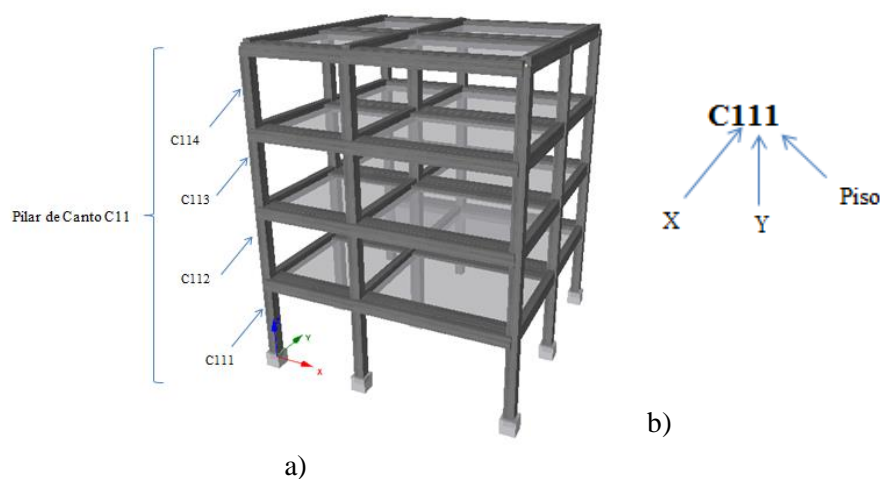 C114
C113
Pilar de Canto C11
C112
C111
Y
X
a)
C111
X
Y
Piso
b)